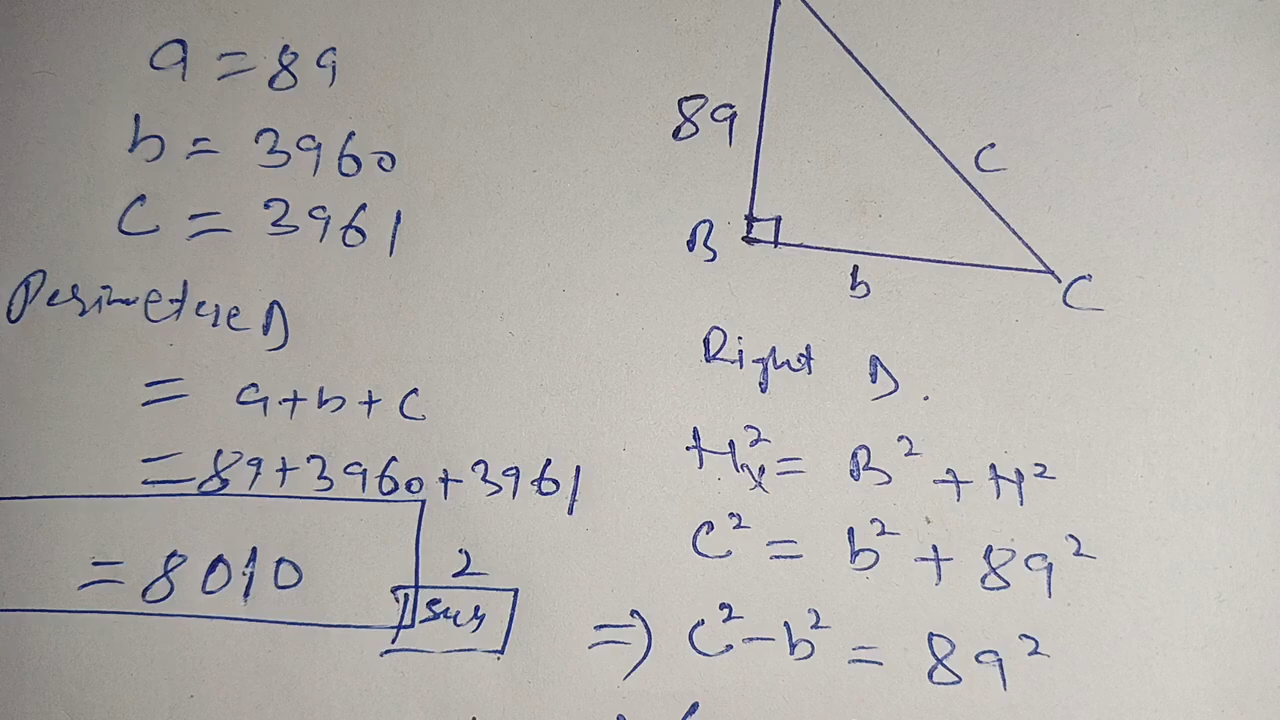 a = 89
b = 3960
C = 3961
Perimetere Δ
= a+b+c
= 89+3960+3961
= 8010
2
89
C
B
b
C
Right Δ.
H² = B² + H²
C² = b² + 89²
=) C² - b² = 89²